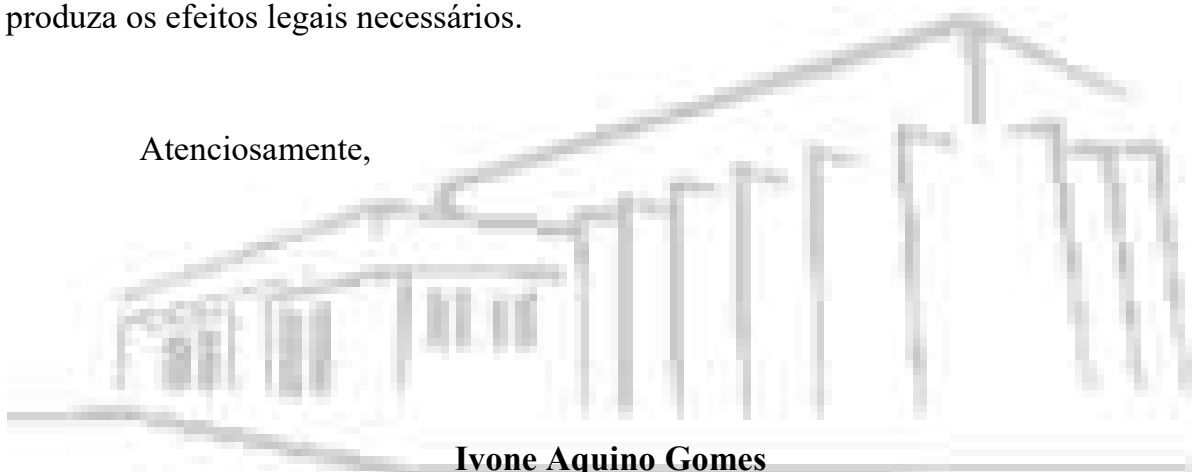 produza os efeitos legais necessários.
Atenciosamente,
Ivone Aquino Gomes